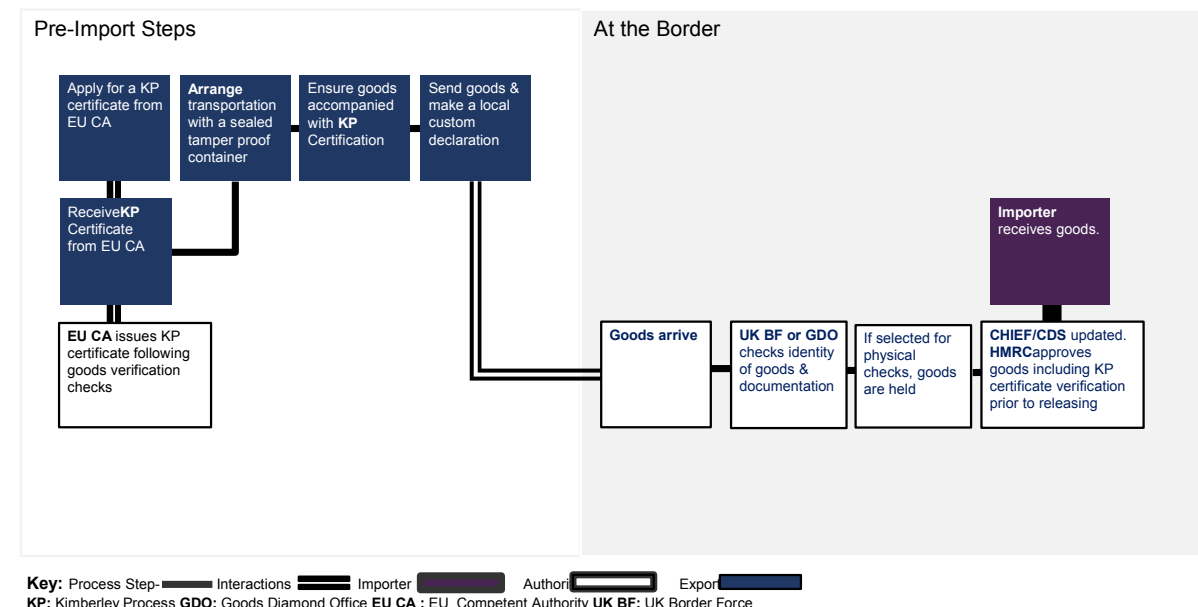 Pre-Import Steps
At the Border
Apply for a KP
certificate from
EU CA
Arrange
transportation
with a sealed
tamper proof
container
Ensure goods
accompanied
with KP
Certification
Send goods &
make a local
custom
declaration
ReceiveKP
Certificate
from EU CA
EU CA issues KP
certificate following
goods verification
checks
Importer
receives goods.
Goods arrive
UK BF or GDO
checks identity
of goods &
documentation
If selected for
physical
checks, goods
are held
CHIEF/CDS updated.
HMRCapproves
goods including KP
certificate verification
prior to releasing
Key: Process Step- Interactions Importer Authori Export
KP: Kimberley Process GDO: Goods Diamond Office EU CA : EU Competent Authority UK BF: UK Border Force